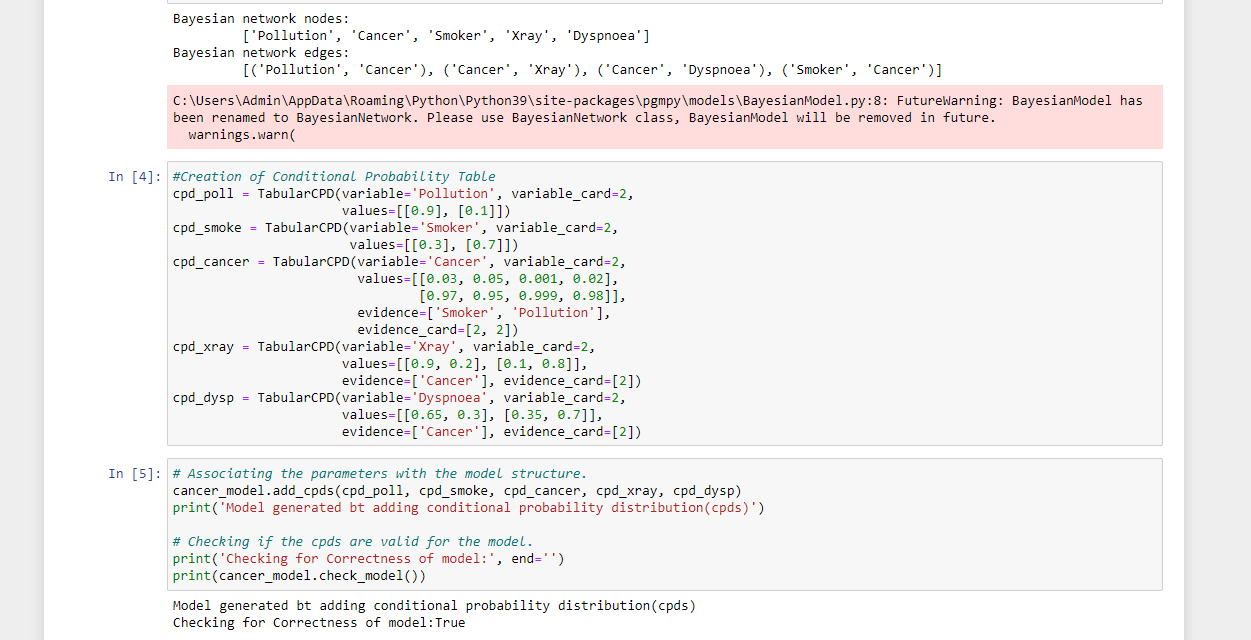 Bayesian network nodes:
         ['Pollution', 'Cancer', 'Smoker', 'Xray', 'Dyspnoea']
Bayesian network edges:
         [('Pollution', 'Cancer'), ('Cancer', 'Xray'), ('Cancer', 'Dyspnoea'), ('Smoker', 'Cancer')]
C:\Users\Admin\AppData\Roaming\Python\Python39\site-packages\pgmpy\models\BayesianModel.py:8: FutureWarning: BayesianModel has
been renamed to BayesianNetwork. Please use BayesianNetwork class, BayesianModel will be removed in future.
  warnings.warn(
In [4]: #Creation of Conditional Probability Table
cpd_poll = TabularCPD(variable='Pollution', variable_card=2,
                      values=[[0.9], [0.1]])
cpd_smoke = TabularCPD(variable='Smoker', variable_card=2,
                       values=[[0.3], [0.7]])
cpd_cancer = TabularCPD(variable='Cancer', variable_card=2,
                        values=[[0.03, 0.05, 0.001, 0.02],
                                [0.97, 0.95, 0.999, 0.98]],
                        evidence=['Smoker', 'Pollution'],
                        evidence_card=[2, 2])
cpd_xray = TabularCPD(variable='Xray', variable_card=2,
                      values=[[0.9, 0.2], [0.1, 0.8]],
                      evidence=['Cancer'], evidence_card=[2])
cpd_dysp = TabularCPD(variable='Dyspnoea', variable_card=2,
                      values=[[0.65, 0.3], [0.35, 0.7]],
                      evidence=['Cancer'], evidence_card=[2])
In [5]: # Associating the parameters with the model structure.
cancer_model.add_cpds(cpd_poll, cpd_smoke, cpd_cancer, cpd_xray, cpd_dysp)
print('Model generated bt adding conditional probability distribution(cpds)')
# Checking if the cpds are valid for the model.
print('Checking for Correctness of model:', end='')
print(cancer_model.check_model())
Model generated bt adding conditional probability distribution(cpds)
Checking for Correctness of model:True